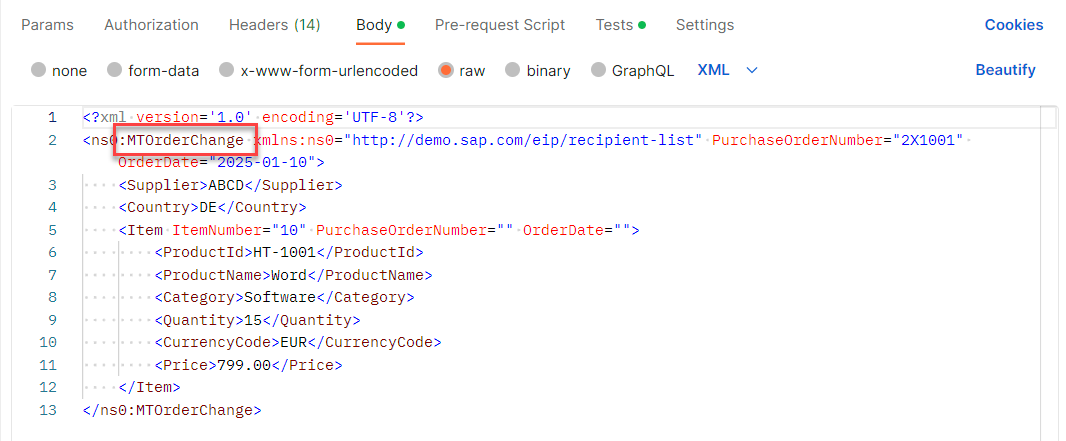 Params Authorization Headers (14) Body Pre-request Script Tests Settings Cookies
none form-data x-www-form-urlencoded raw binary GraphQL XML Beautify
1 <?xml version='1.0' encoding='UTF-8'?>
2 <ns0:MTOrderChange xmlns:ns0="http://demo.sap.com/eip/recipient-list" PurchaseOrderNumber="2X1001"
OrderDate="2025-01-10">
3 <Supplier>ABCD</Supplier>
4 <Country>DE</Country>
5 <Item ItemNumber="10" PurchaseOrderNumber="" OrderDate="">
6 <ProductId>HT-1001</ProductId>
7 <ProductName>Word</ProductName>
8 <Category>Software</Category>
9 <Quantity>15</Quantity>
10 <CurrencyCode>EUR</CurrencyCode>
11 <Price>799.00</Price>
12 </Item>
13 </ns0:MTOrderChange>